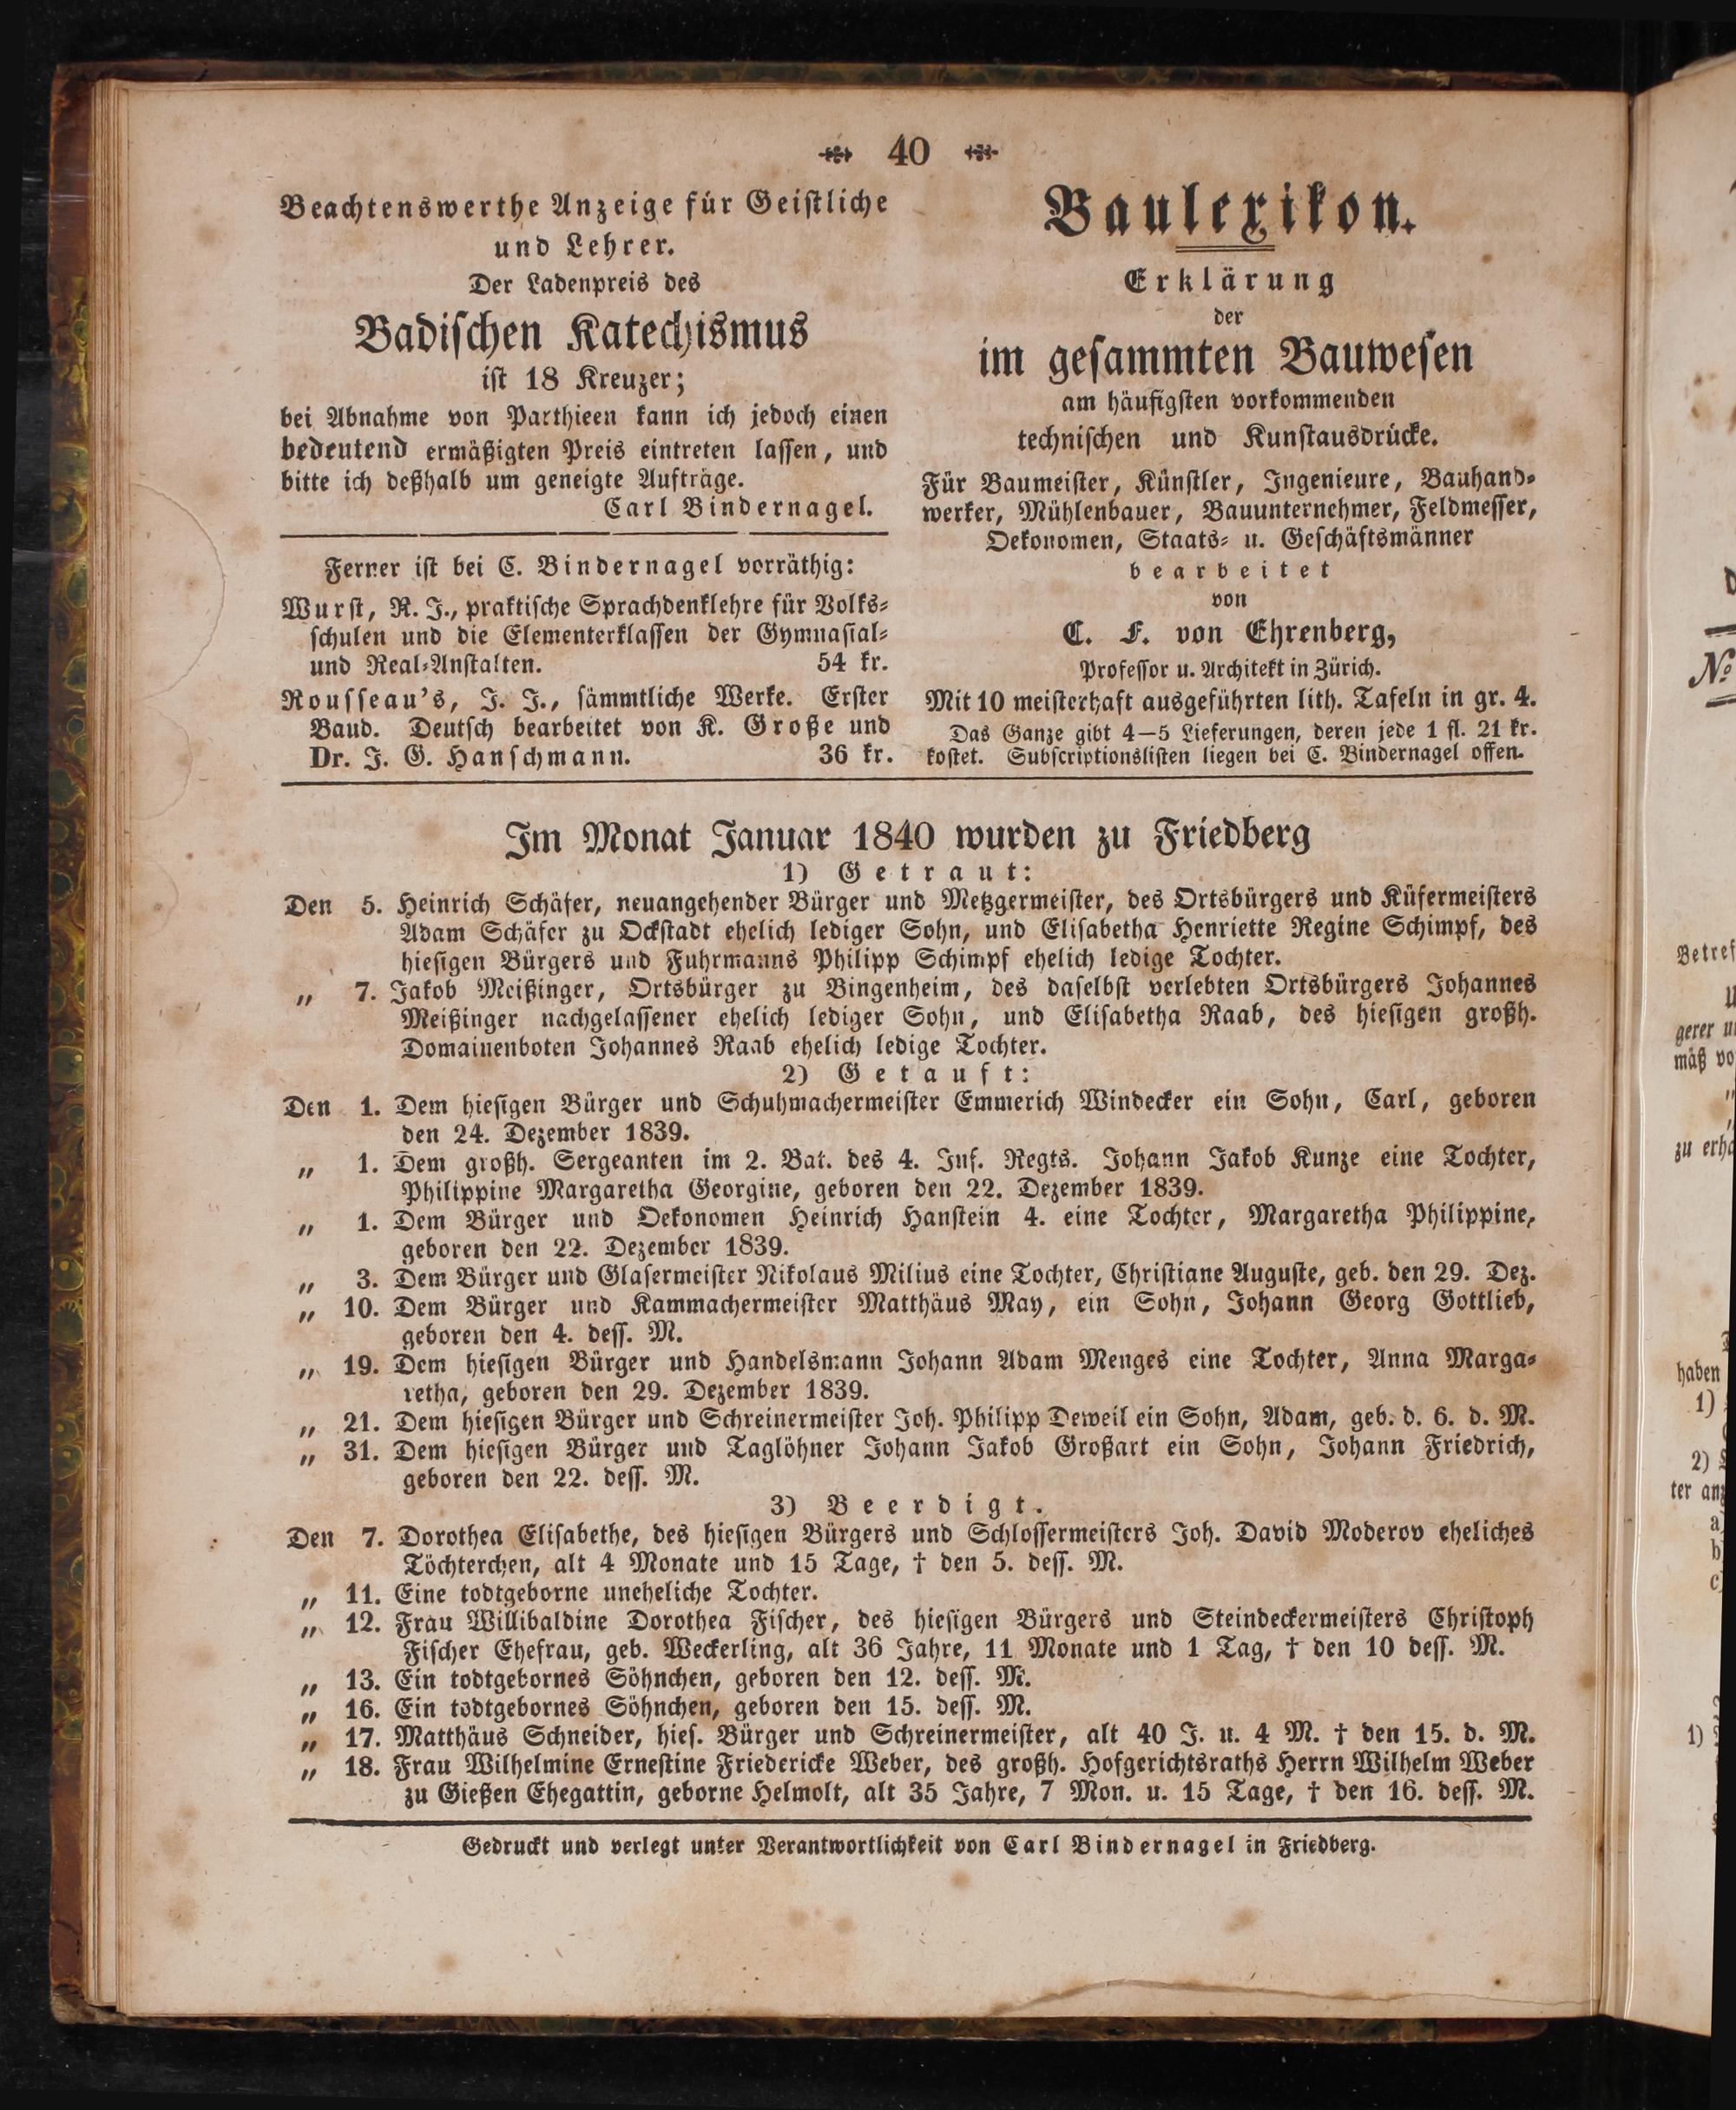 40
Beachtenswerthe Anzeige für Geistliche
und Lehrer.
Der Ladenpreis des
Badischen Katechismus
ist 18 Kreuzer;
bei Abnahme von Parthieen kann ich jedoch einen
bedeutend ermäßigten Preis eintreten lassen, und
bitte ich deßhalb um geneigte Aufträge.
Carl Bindernagel.
Ferner ist bei C. Bindernagel vorräthig:
Wurst, R. J., praktische Sprachdenklehre für Volks-
schulen und die Elementerklassen der Gymnasial-
und Real-Anstalten. 54 kr.
Rousseau's, J. J., sämmtliche Werke. Erster
Band. Deutsch bearbeitet von K. Große und
Dr. J. G. Hanschmann. 36 kr.
Baulexikon.
Erklärung
der
im gesammten Bauwesen
am häufigsten vorkommenden
technischen und Kunstausdrücke.
Für Baumeister, Künstler, Ingenieure, Bauhand-
werker, Mühlenbauer, Bauunternehmer, Feldmesser,
Oekonomen, Staats- u. Geschäftsmänner
bearbeitet
von
C. F. von Ehrenberg,
Professor u. Architekt in Zürich.
Mit 10 meisterhaft ausgeführten lith. Tafeln in gr. 4.
Das Ganze gibt 4—5 Lieferungen, deren jede 1 fl. 21 kr.
kostet. Subscriptionslisten liegen bei C. Bindernagel offen.
Im Monat Januar 1840 wurden zu Friedberg
1) Getraut:
Den 5. Heinrich Schäfer, neuangehender Bürger und Metzgermeister, des Ortsbürgers und Küfermeisters
Adam Schäfer zu Ockstadt ehelich lediger Sohn, und Elisabetha Henriette Regine Schimpf, des
hiesigen Bürgers und Fuhrmanns Philipp Schimpf ehelich ledige Tochter.
„ 7. Jakob Meißinger, Ortsbürger zu Bingenheim, des daselbst verlebten Ortsbürgers Johannes
Meißinger nachgelassener ehelich lediger Sohn, und Elisabetha Raab, des hiesigen großh.
Domainenboten Johannes Raab ehelich ledige Tochter.
2) Getauft:
Den 1. Dem hiesigen Bürger und Schuhmachermeister Emmerich Windecker ein Sohn, Carl, geboren
den 24. Dezember 1839.
„ 1. Dem großh. Sergeanten im 2. Bat. des 4. Inf. Regts. Johann Jakob Kunze eine Tochter,
Philippine Margaretha Georgine, geboren den 22. Dezember 1839.
„ 1. Dem Bürger und Oekonomen Heinrich Hanstein 4. eine Tochter, Margaretha Philippine,
geboren den 22. Dezember 1839.
„ 3. Dem Bürger und Glasermeister Nikolaus Milius eine Tochter, Christiane Auguste, geb. den 29. Dez.
„ 10. Dem Bürger und Kammachermeister Matthäus May, ein Sohn, Johann Georg Gottlieb,
geboren den 4. dess. M.
„ 19. Dem hiesigen Bürger und Handelsmann Johann Adam Menges eine Tochter, Anna Marga-
retha, geboren den 29. Dezember 1839.
„ 21. Dem hiesigen Bürger und Schreinermeister Joh. Philipp Deweil ein Sohn, Adam, geb. d. 6. d. M.
„ 31. Dem hiesigen Bürger und Taglöhner Johann Jakob Großart ein Sohn, Johann Friedrich,
geboren den 22. dess. M.
3) Beerdigt.
Den 7. Dorothea Elisabethe, des hiesigen Bürgers und Schlossermeisters Joh. David Moderov eheliches
Töchterchen, alt 4 Monate und 15 Tage, † den 5. dess. M.
„ 11. Eine todtgeborne uneheliche Tochter.
„ 12. Frau Willibaldine Dorothea Fischer, des hiesigen Bürgers und Steindeckermeisters Christoph
Fischer Ehefrau, geb. Weckerling, alt 36 Jahre, 11 Monate und 1 Tag, † den 10 dess. M.
„ 13. Ein todtgebornes Söhnchen, geboren den 12. dess. M.
„ 16. Ein todtgebornes Söhnchen, geboren den 15. dess. M.
„ 17. Matthäus Schneider, hies. Bürger und Schreinermeister, alt 40 J. u. 4 M. † den 15. d. M.
„ 18. Frau Wilhelmine Ernestine Friedericke Weber, des großh. Hofgerichtsraths Herrn Wilhelm Weber
zu Gießen Ehegattin, geborne Helmolt, alt 35 Jahre, 7 Mon. u. 15 Tage, † den 16. dess. M.
Gedruckt und verlegt unter Verantwortlichkeit von Carl Bindernagel in Friedberg.
№
Betref
gerer
mäß
zu
haben
1)
2)
ter
a)
b)
c)
1)